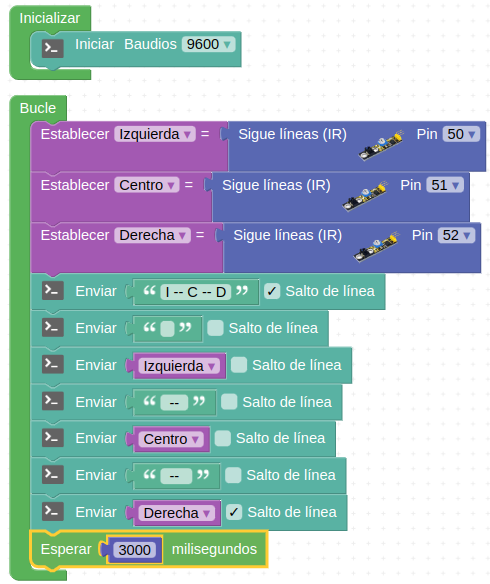 Inicializar
Iniciar Baudios 9600
Bucle
Establecer Izquierda = Sigue líneas (IR) Pin 50
Establecer Centro = Sigue líneas (IR) Pin 51
Establecer Derecha = Sigue líneas (IR) Pin 52
Enviar “ I -- C -- D ” Salto de línea
Enviar “ ” Salto de línea
Enviar Izquierda Salto de línea
Enviar “ -- ” Salto de línea
Enviar Centro Salto de línea
Enviar “ -- ” Salto de línea
Enviar Derecha Salto de línea
Esperar 3000 milisegundos